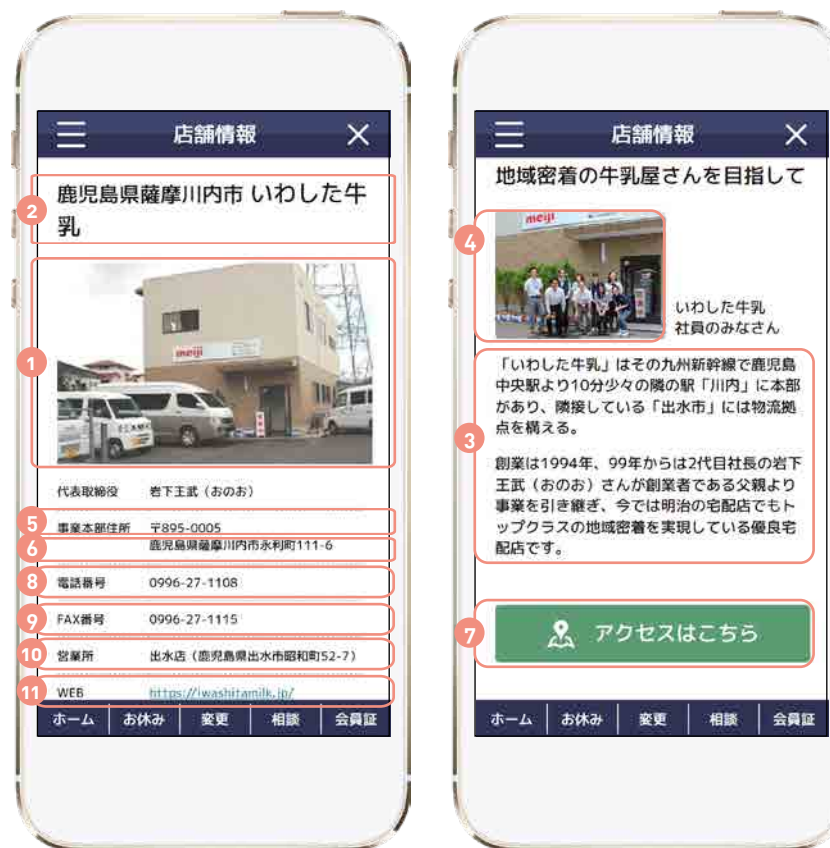 店舗情報
2
鹿児島県薩摩川内市 いわした牛
乳
1
meiji
代表取締役 岩下王武（おのお）
5
事業本部住所 〒895-0005
6
鹿児島県薩摩川内市永利町111-6
8
電話番号 0996-27-1108
9
FAX番号 0996-27-1115
10
営業所 出水店（鹿児島県出水市昭和町52-7）
11
WEB https://iwashitamilk.jp/
ホーム お休み 変更 相談 会員証
店舗情報
地域密着の牛乳屋さんを目指して
4
meiji
いわした牛乳
社員のみなさん
3
「いわした牛乳」はその九州新幹線で鹿児島
中央駅より10分少々の隣の駅「川内」に本部
があり、隣接している「出水市」には物流拠
点を構える。
創業は1994年、99年からは2代目社長の岩下
王武（おのお）さんが創業者である父親より
事業を引き継ぎ、今では明治の宅配店でもト
ップクラスの地域密着を実現している優良宅
配店です。
7
アクセスはこちら
ホーム お休み 変更 相談 会員証